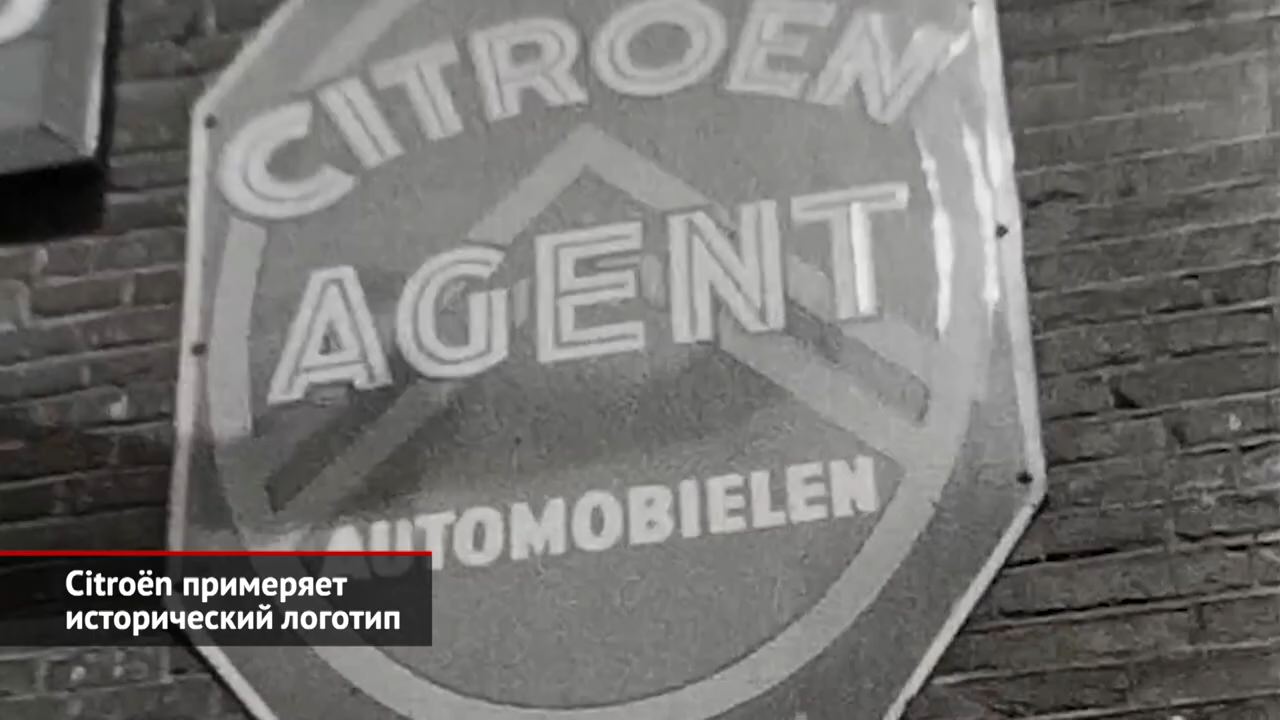 CITROEN
AGENT
AUTOMOBIELEN
Citroën примеряет
исторический логотип